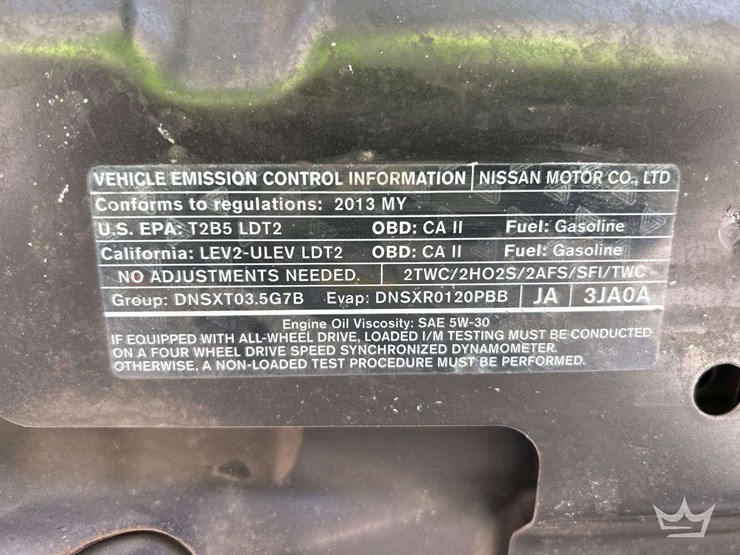 VEHICLE EMISSION CONTROL INFORMATION NISSAN MOTOR CO., LTD
Conforms to regulations: 2013 MY
U.S. EPA: T2B5 LDT2 OBD: CA II Fuel: Gasoline
California: LEV2-ULEV LDT2 OBD: CA II Fuel: Gasoline
NO ADJUSTMENTS NEEDED. 2TWC/2HO2S/2AFS/SFI/TWC
Group: DNSXT03.5G7B Evap: DNSXR0120PBB JA 3JA0A
Engine Oil Viscosity: SAE 5W-30
IF EQUIPPED WITH ALL-WHEEL DRIVE, LOADED I/M TESTING MUST BE CONDUCTED
ON A FOUR WHEEL DRIVE SPEED SYNCHRONIZED DYNAMOMETER.
OTHERWISE, A NON-LOADED TEST PROCEDURE MUST BE PERFORMED.